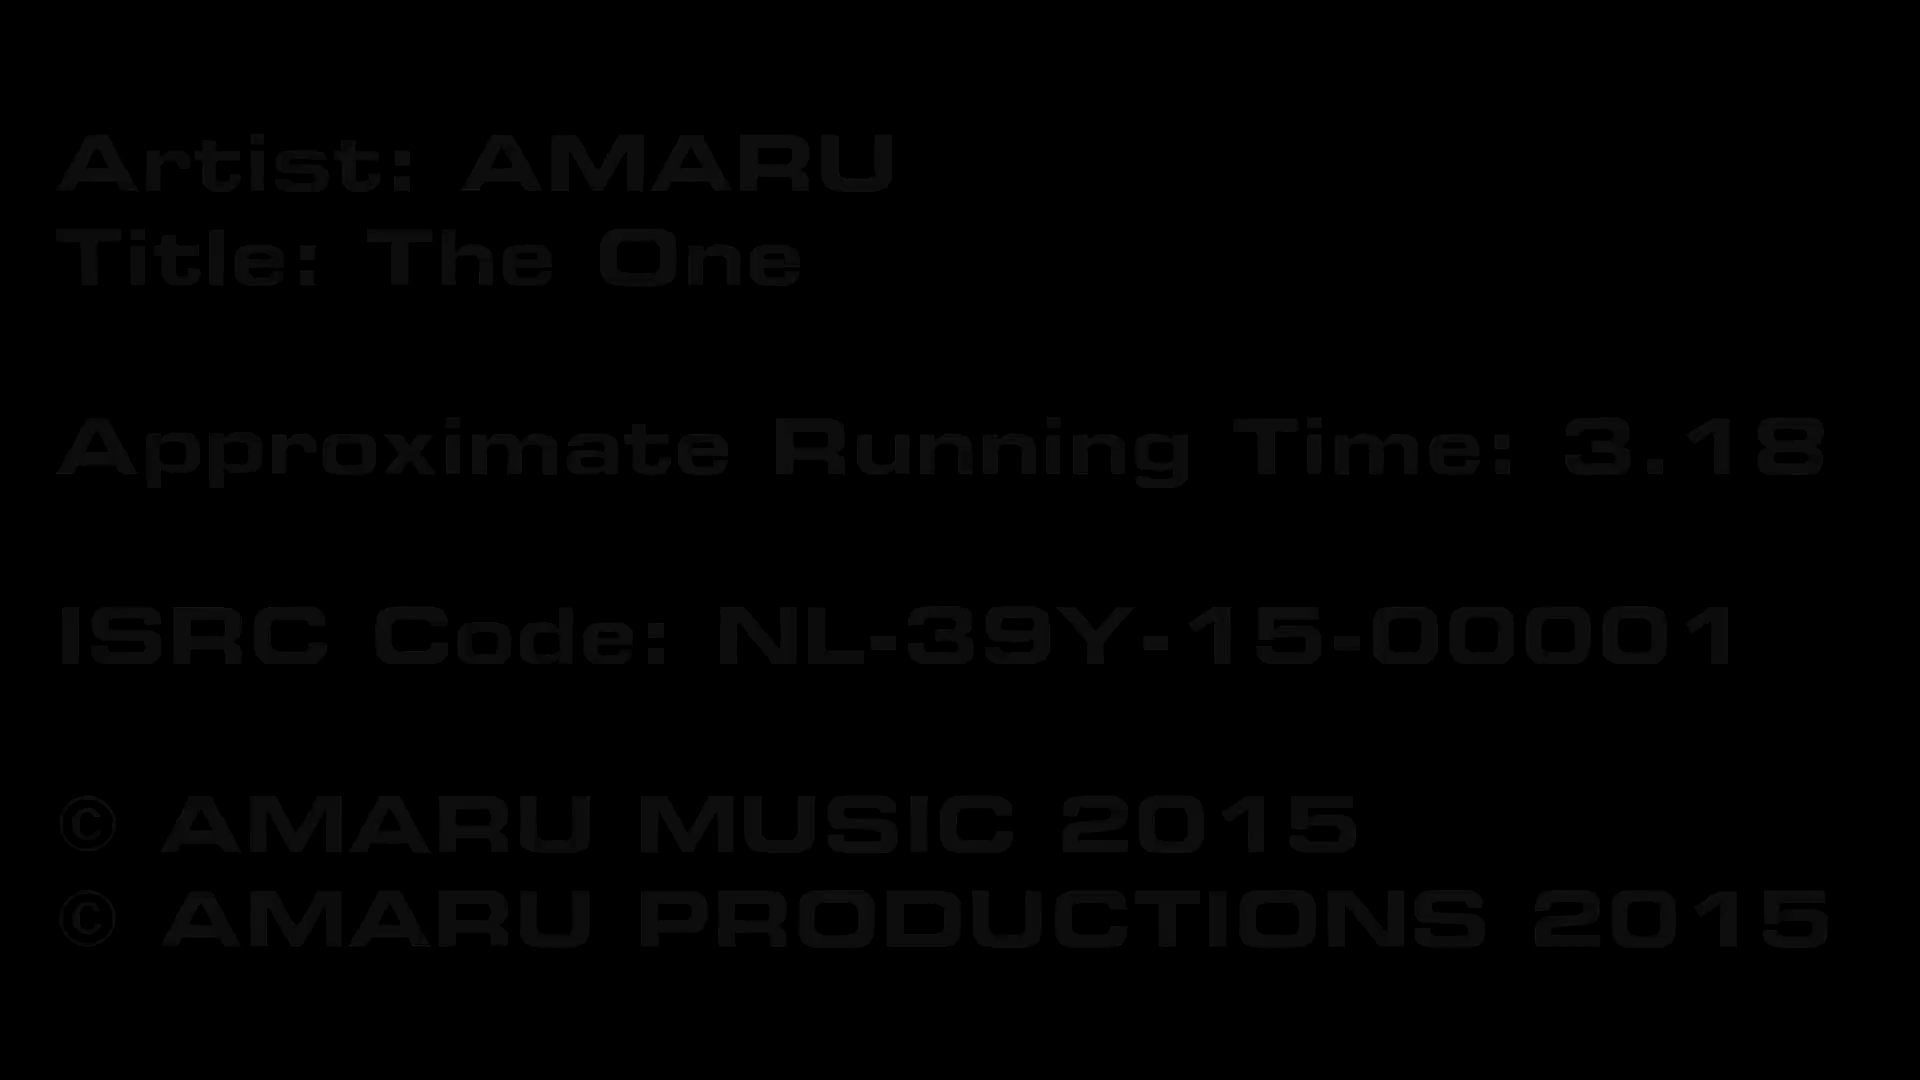 Artist: AMARU
Title: The One
Approximate Running Time: 3.18
ISRC Code: NL-39Y-15-00001
© AMARU MUSIC 2015
© AMARU PRODUCTIONS 2015